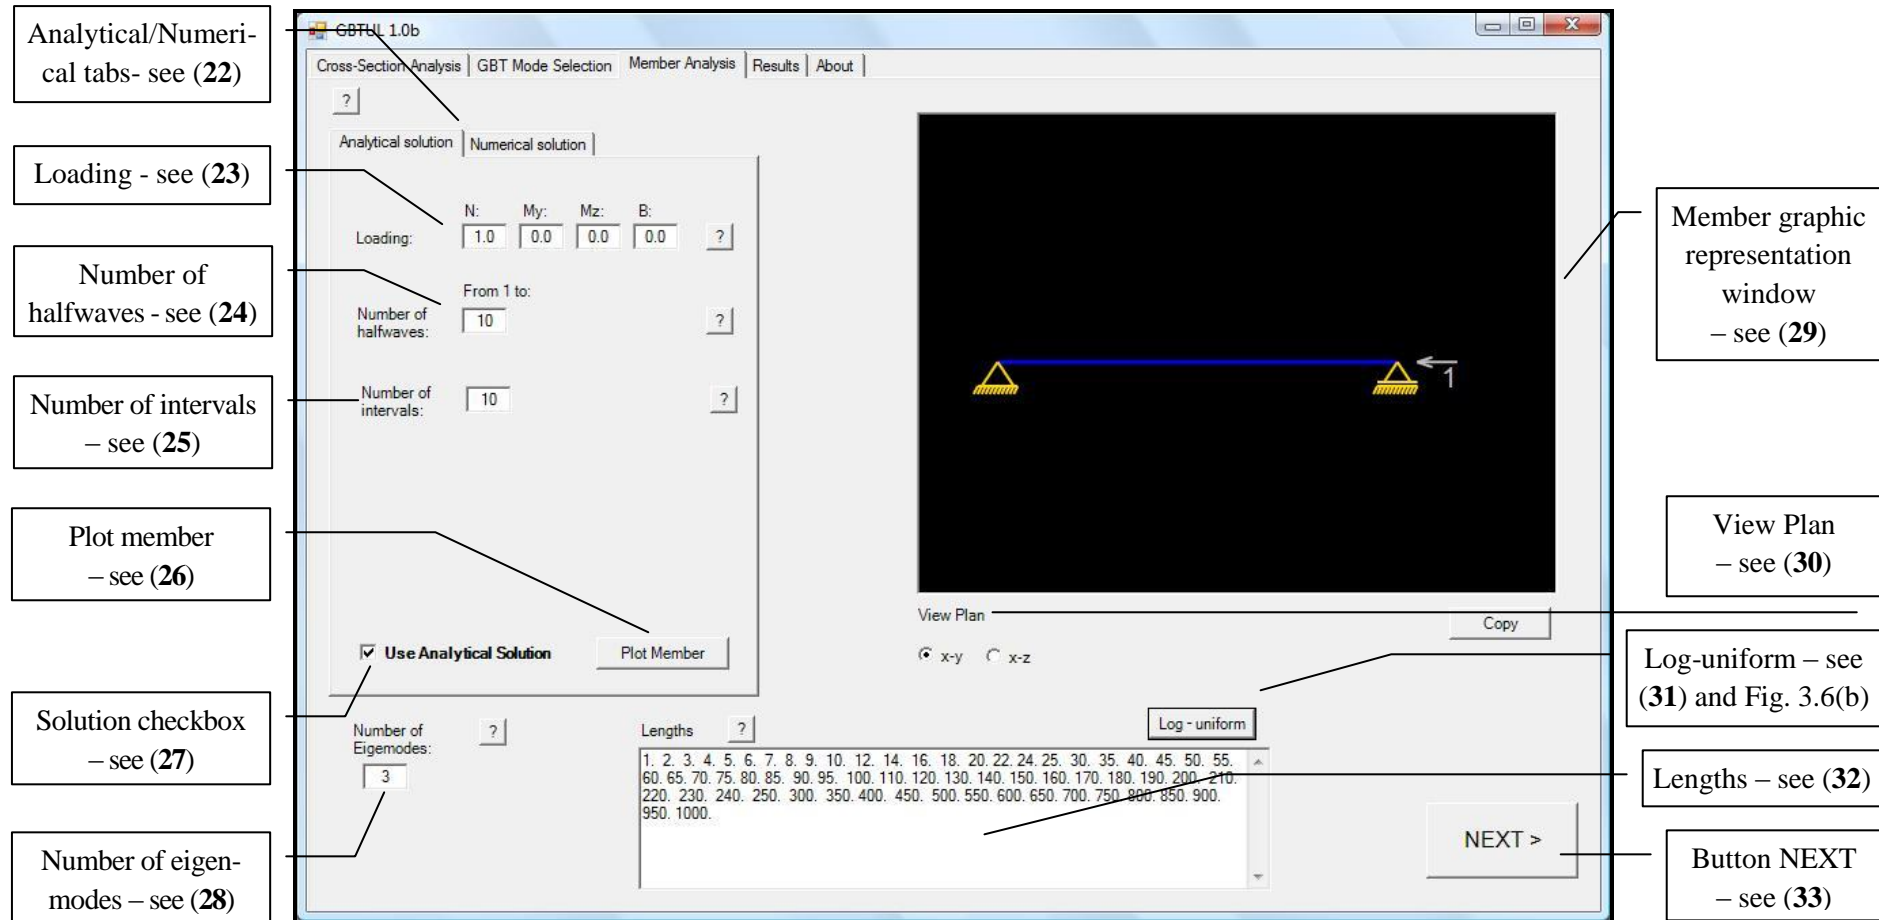 Analytical/Numeri-
cal tabs- see (22)
Loading - see (23)
Number of
halfwaves - see (24)
Number of intervals
– see (25)
Plot member
– see (26)
Solution checkbox
– see (27)
Number of eigen-
modes – see (28)
GBTUL 1.0b
Cross-Section Analysis GBT Mode Selection Member Analysis Results About
?
Analytical solution Numerical solution
N: My: Mz: B:
Loading: 1.0 0.0 0.0 0.0 ?
From 1 to:
Number of
halfwaves: 10 ?
Number of
intervals: 10 ?
Use Analytical Solution Plot Member
1
View Plan
Copy
x-y x-z
Number of
Eigemodes:
?
3
Lengths ? Log - uniform
1. 2. 3. 4. 5. 6. 7. 8. 9. 10. 12. 14. 16. 18. 20. 22. 24. 25. 30. 35. 40. 45. 50. 55.
60. 65. 70. 75. 80. 85. 90. 95. 100. 110. 120. 130. 140. 150. 160. 170. 180. 190. 200. 210.
220. 230. 240. 250. 300. 350. 400. 450. 500. 550. 600. 650. 700. 750. 800. 850. 900.
950. 1000.
NEXT >
Member graphic
representation
window
– see (29)
View Plan
– see (30)
Log-uniform – see
(31) and Fig. 3.6(b)
Lengths – see (32)
Button NEXT
– see (33)